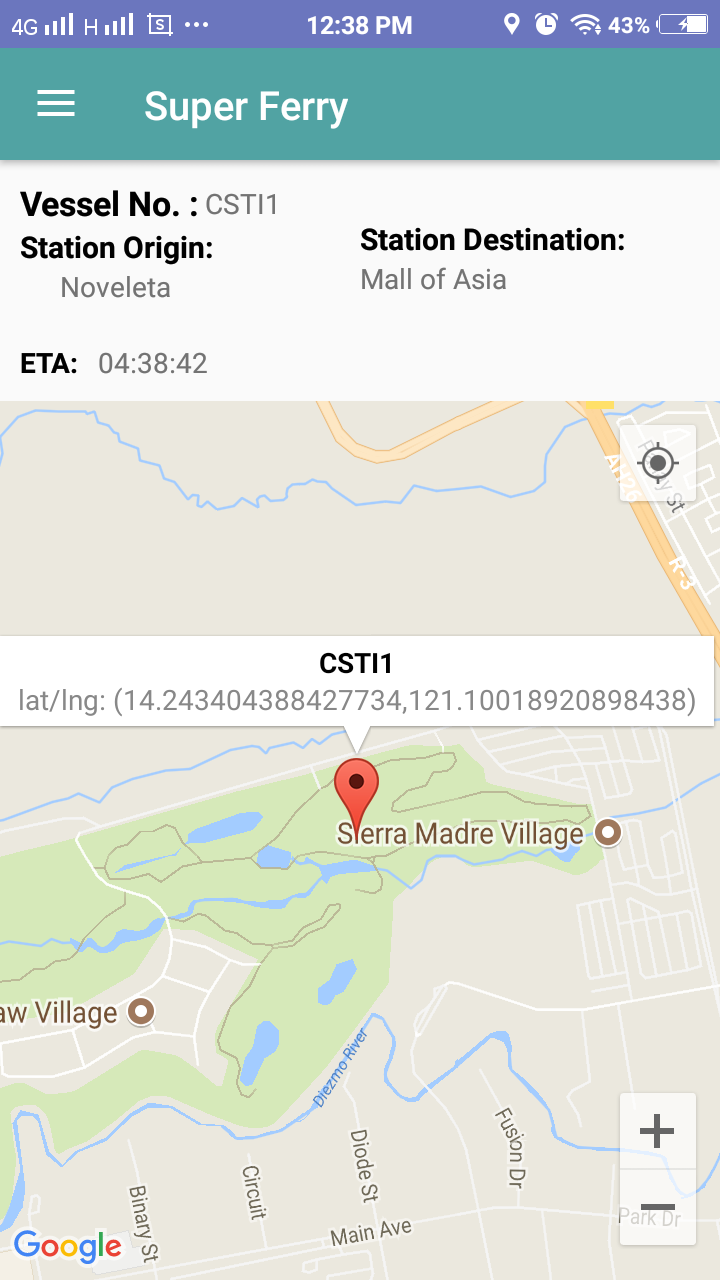 4G H S 12:38 PM 43%
Super Ferry
Vessel No. : CSTI1
Station Origin:
Noveleta
Station Destination:
Mall of Asia
ETA: 04:38:42
AH26
R-3
CSTI1
lat/lng: (14.243404388427734,121.10018920898438)
Sierra Madre Village
aw Village
Diezmo River
Fusion Dr
Diode St
Circuit
Binary St
Main Ave
Park Dr
Google